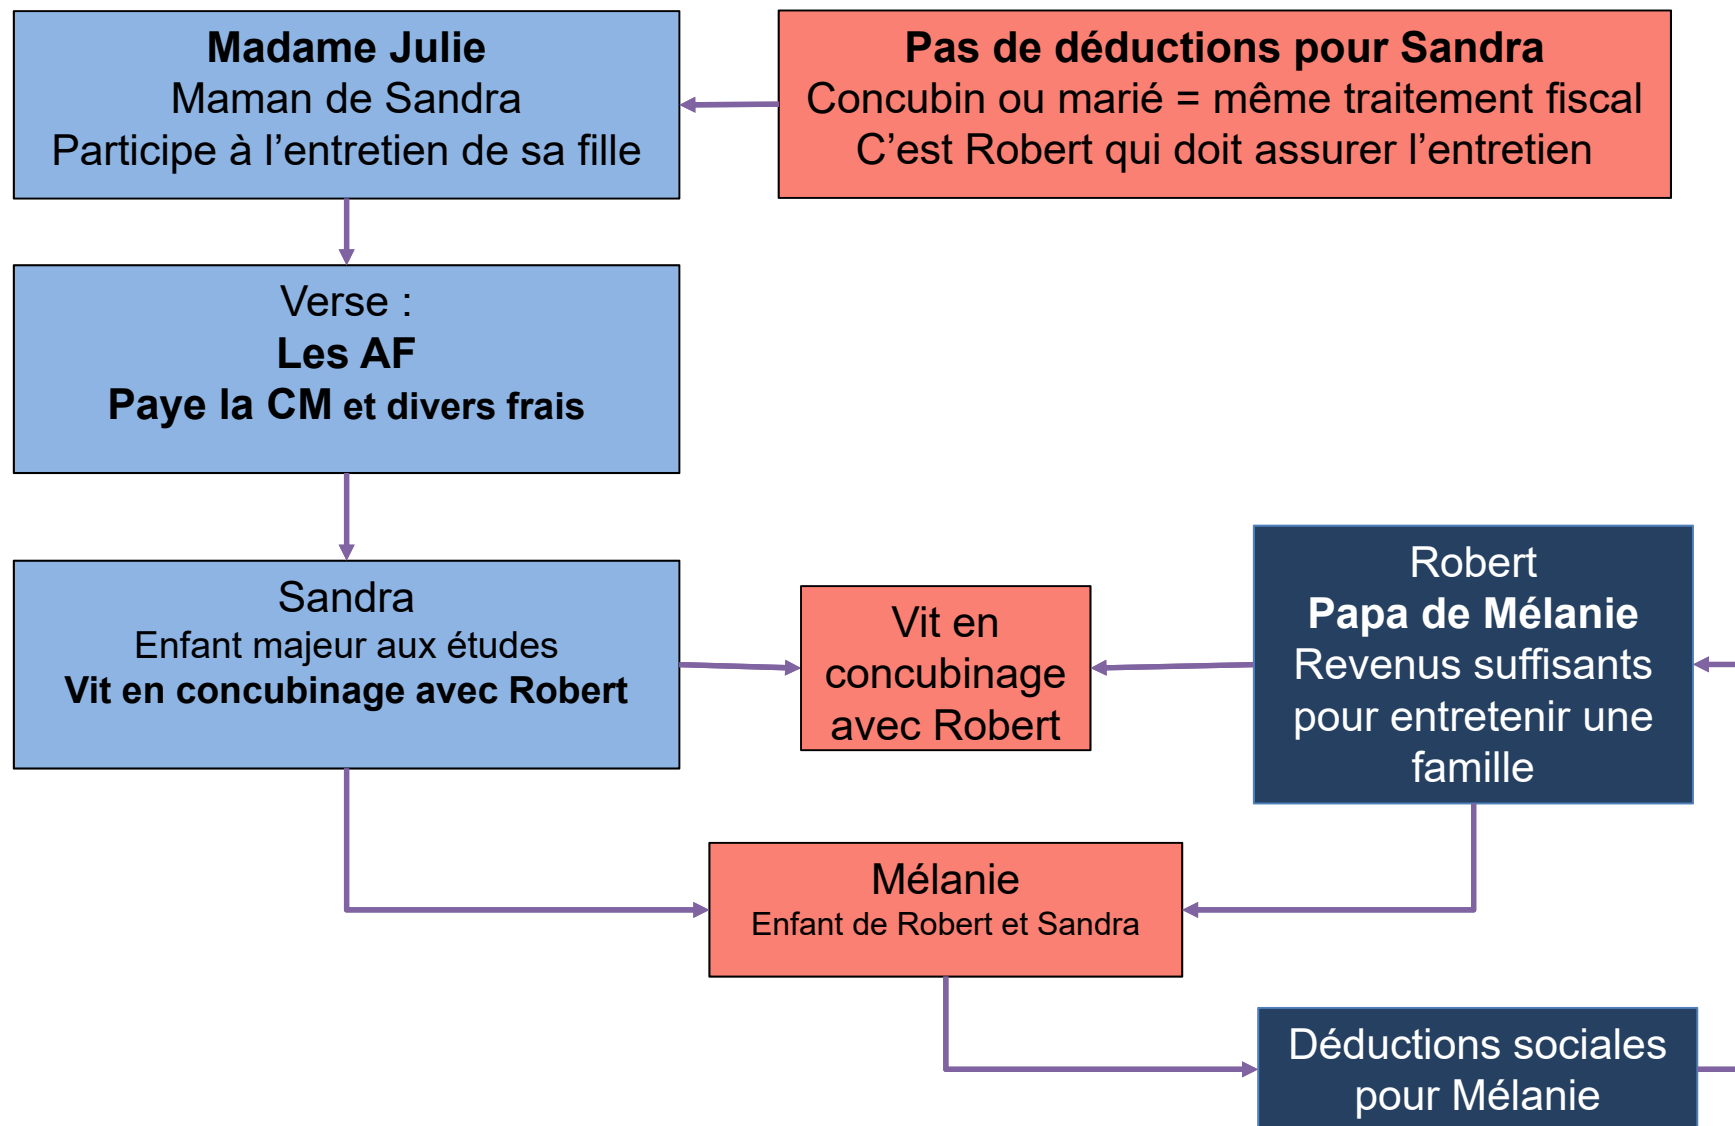 Madame Julie
Maman de Sandra
Participe à l’entretien de sa fille
Pas de déductions pour Sandra
Concubin ou marié = même traitement fiscal
C’est Robert qui doit assurer l’entretien
Verse :
Les AF
Paye la CM et divers frais
Sandra
Enfant majeur aux études
Vit en concubinage avec Robert
Vit en
concubinage
avec Robert
Robert
Papa de Mélanie
Revenus suffisants
pour entretenir une
famille
Mélanie
Enfant de Robert et Sandra
Déductions sociales
pour Mélanie